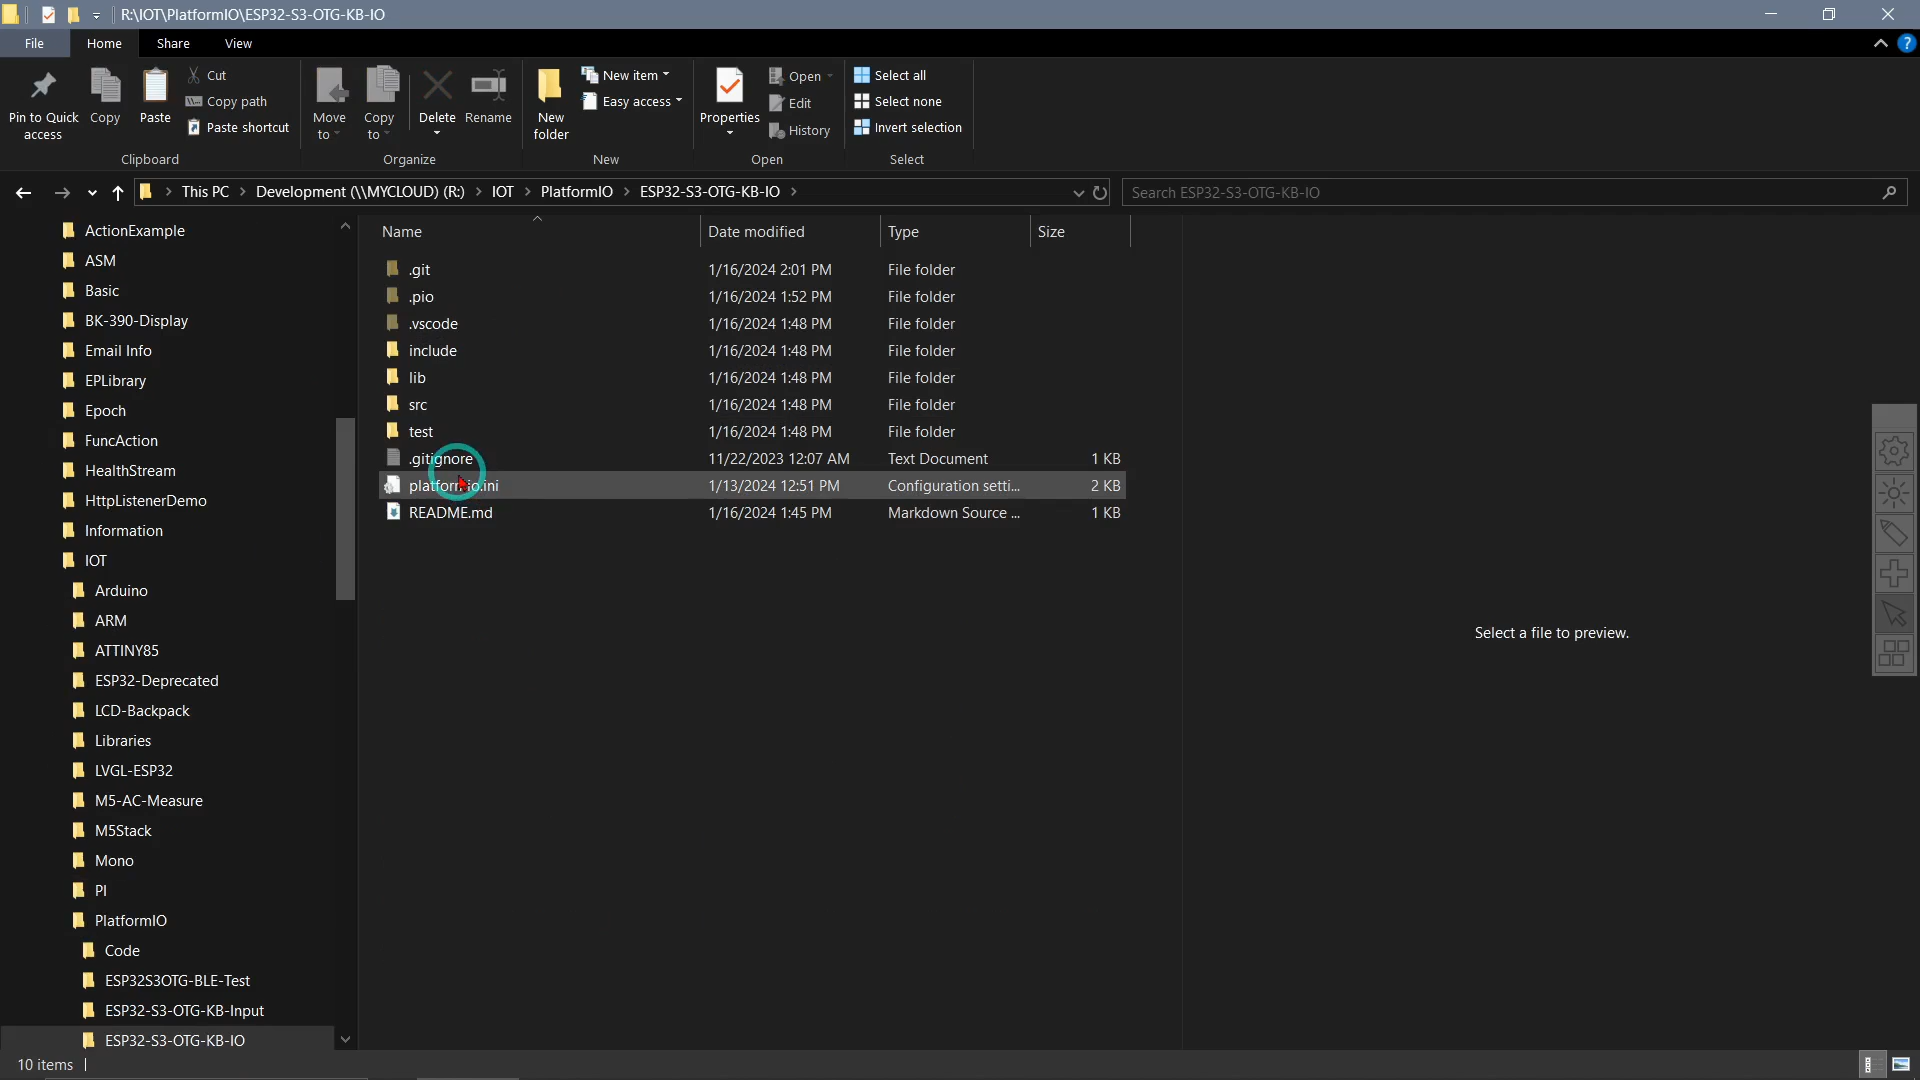 R:\IOT\PlatformIO\ESP32-S3-OTG-KB-IO
File Home Share View
Pin to Quick access
Copy
Paste
Cut
Copy path
Paste shortcut
Clipboard
Move to
Copy to
Delete
Rename
Organize
New folder
New item
Easy access
New
Properties
Open
Edit
History
Open
Select all
Select none
Invert selection
Select
This PC > Development (\\MYCLOUD) (R:) > IOT > PlatformIO > ESP32-S3-OTG-KB-IO >
Search ESP32-S3-OTG-KB-IO
ActionExample
ASM
Basic
BK-390-Display
Email Info
EPLibrary
Epoch
FuncAction
HealthStream
HttpListenerDemo
Information
IOT
Arduino
ARM
ATTINY85
ESP32-Deprecated
LCD-Backpack
Libraries
LVGL-ESP32
M5-AC-Measure
M5Stack
Mono
PI
PlatformIO
Code
ESP32S3OTG-BLE-Test
ESP32-S3-OTG-KB-Input
ESP32-S3-OTG-KB-IO
Name Date modified Type Size
.git 1/16/2024 2:01 PM File folder
.pio 1/16/2024 1:52 PM File folder
.vscode 1/16/2024 1:48 PM File folder
include 1/16/2024 1:48 PM File folder
lib 1/16/2024 1:48 PM File folder
src 1/16/2024 1:48 PM File folder
test 1/16/2024 1:48 PM File folder
.gitignore 11/22/2023 12:07 AM Text Document 1 KB
platformio.ini 1/13/2024 12:51 PM Configuration setti... 2 KB
README.md 1/16/2024 1:45 PM Markdown Source ... 1 KB
Select a file to preview.
10 items